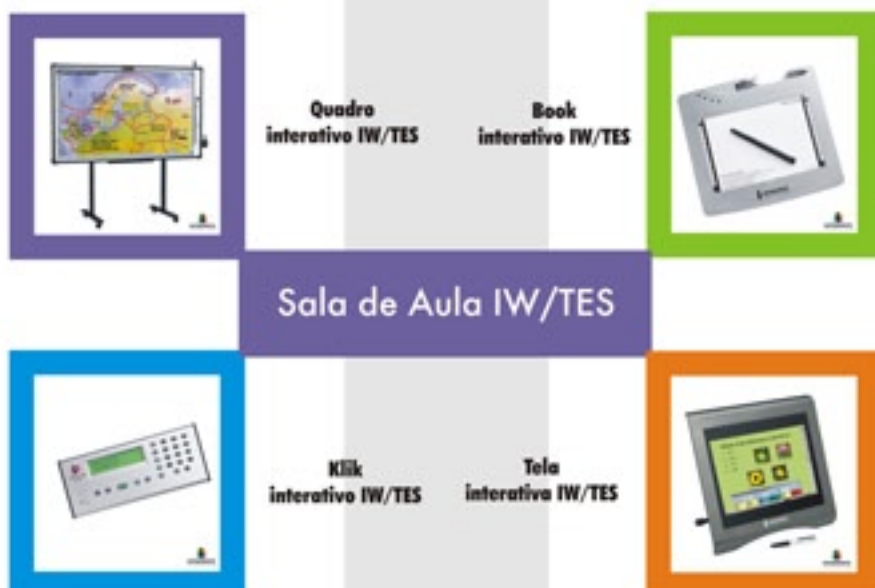 Quadro
interativo IW/TES
Book
interativo IW/TES
Sala de Aula IW/TES
Klik
interativo IW/TES
Tela
interativa IW/TES